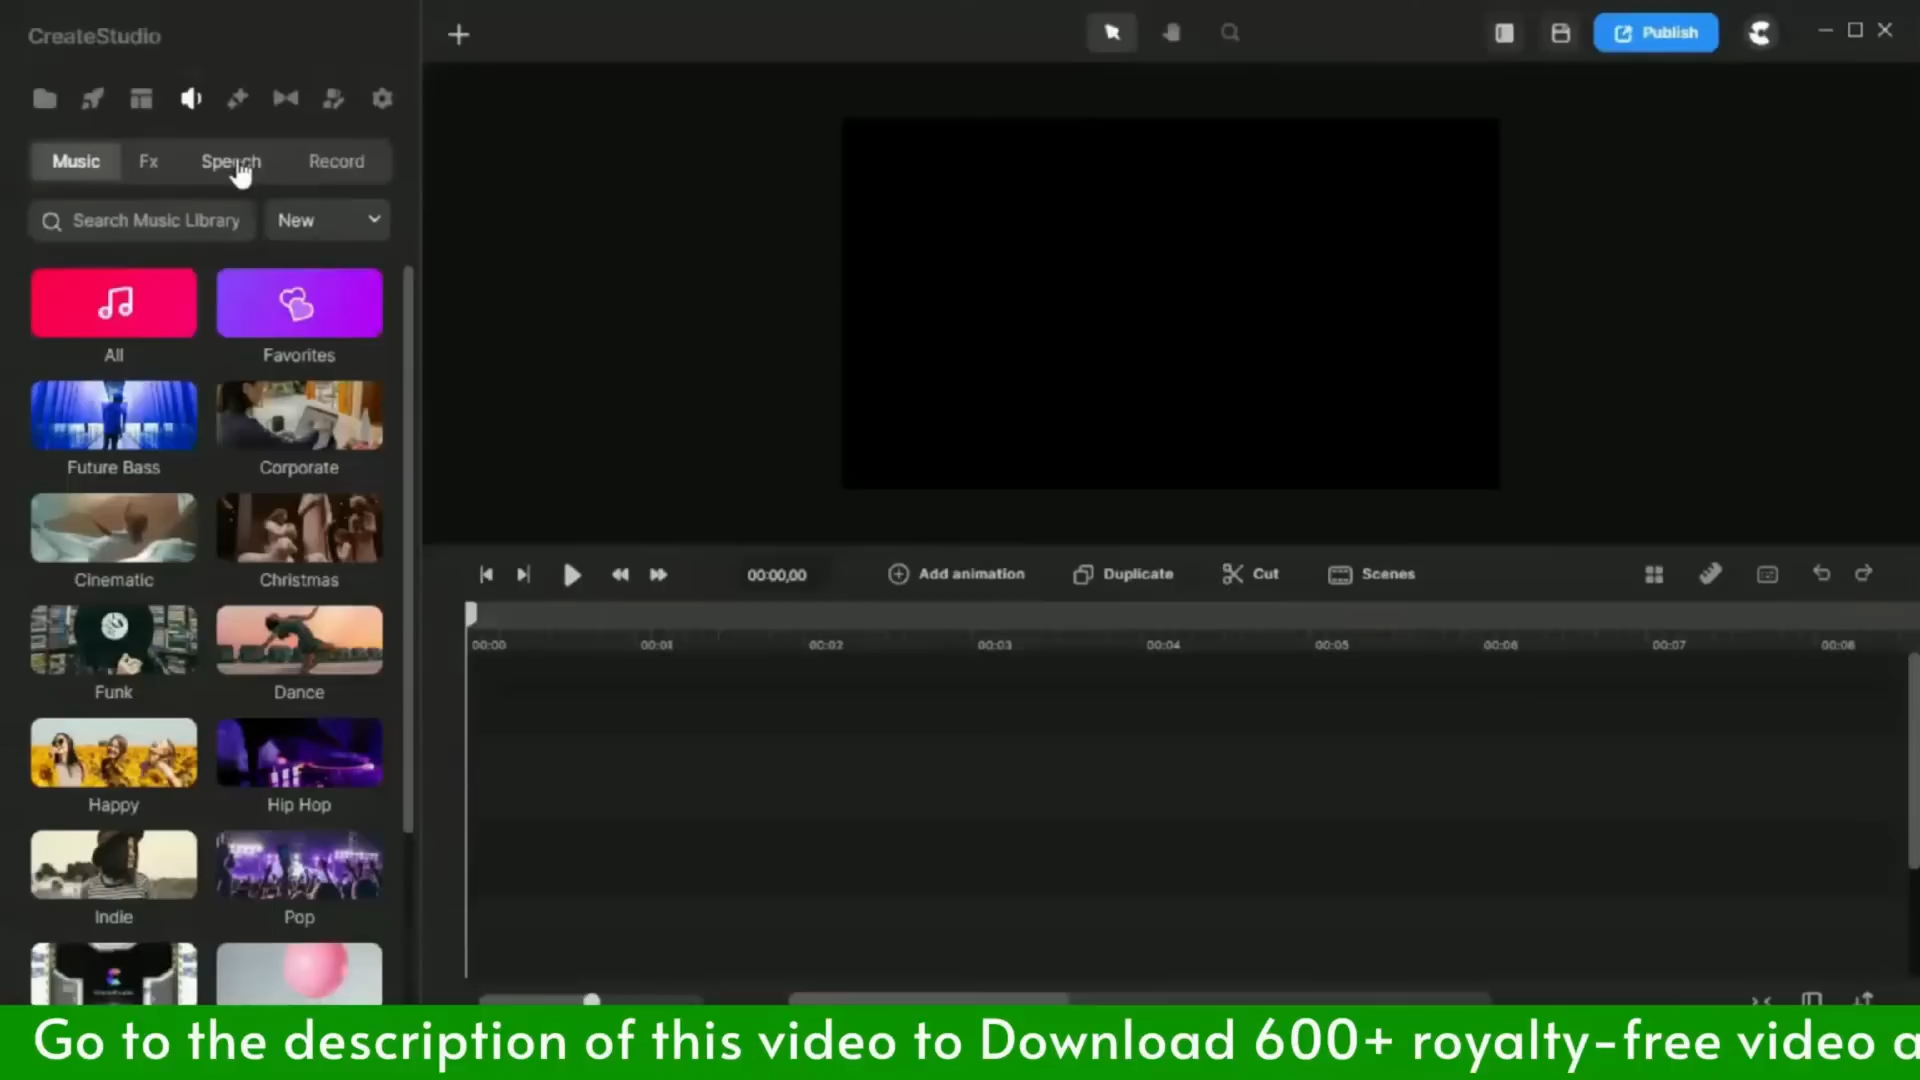 CreateStudio
Publish
Music Fx Speech Record
Search Music Library New
All Favorites
Future Bass Corporate
Cinematic Christmas
Funk Dance
Happy Hip Hop
Indie Pop
00:00,00 Add animation Duplicate Cut Scenes
00:00 00:01 00:02 00:03 00:04 00:05 00:06 00:07 00:08
Go to the description of this video to Download 600+ royalty-free video a